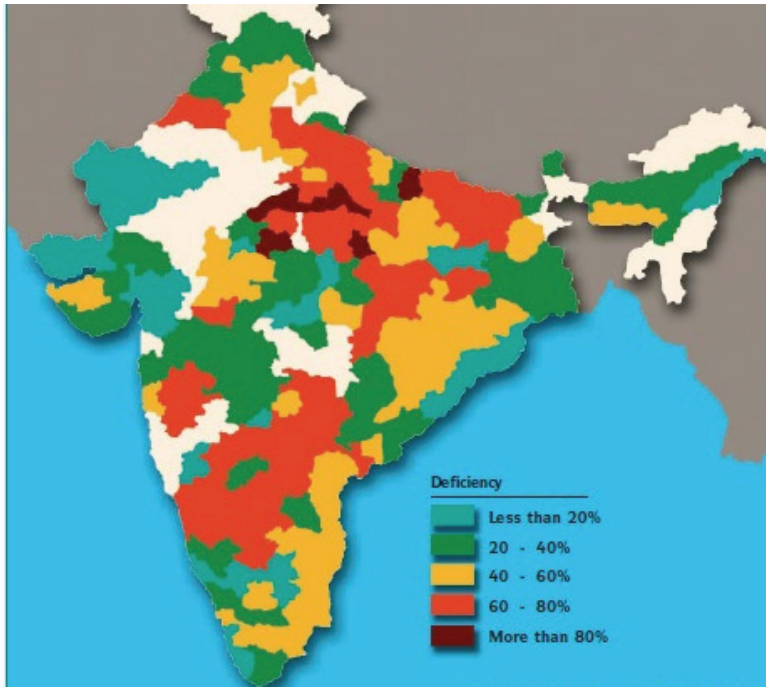 Deficiency
Less than 20%
20 - 40%
40 - 60%
60 - 80%
More than 80%